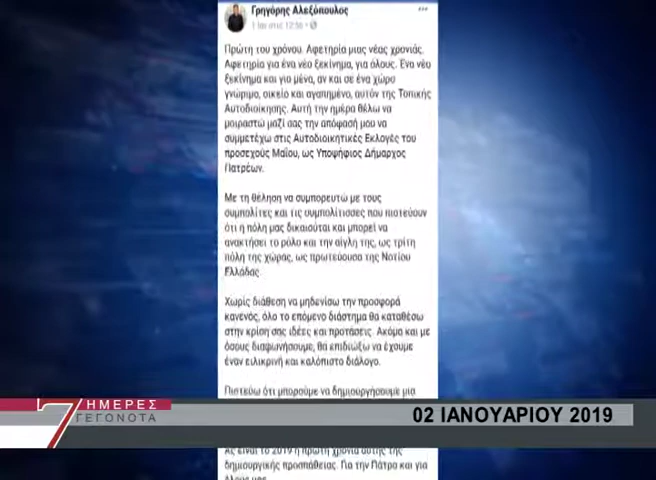 Γρηγόρης Αλεξόπουλος
1 Ιαν στις 12:56
Πρώτη του χρόνου. Αφετηρία μιας νέας χρονιάς.
Αφετηρία για ένα νέο ξεκίνημα, για όλους. Ένα νέο
ξεκίνημα και για μένα, αν και σε ένα χώρο
γνώριμο, οικείο και αγαπημένο, αυτόν της Τοπικής
Αυτοδιοίκησης. Αυτή την ημέρα θέλω να
μοιραστώ μαζί σας την απόφασή μου να
συμμετέχω στις Αυτοδιοικητικές Εκλογές του
προσεχούς Μαΐου, ως Υποψήφιος Δήμαρχος
Πατρέων.
Με τη θέληση να συμπορευτώ με τους
συμπολίτες και τις συμπολίτισσες που πιστεύουν
ότι η πόλη μας δικαιούται και μπορεί να
ανακτήσει το ρόλο και την αίγλη της, ως τρίτη
πόλη της χώρας, ως πρωτεύουσα της Νοτίου
Ελλάδας.
Χωρίς διάθεση να μηδενίσω την προσφορά
κανενός, όλο το επόμενο διάστημα θα καταθέσω
στην κρίση σας ιδέες και προτάσεις. Ακόμα και με
όσους διαφωνήσουμε, θα επιδιώξω να έχουμε
έναν ειλικρινή και καλόπιστο διάλογο.
Πιστεύω ότι μπορούμε να δημιουργήσουμε μια
7 ΗΜΕΡΕΣ
ΓΕΓΟΝΟΤΑ
02 ΙΑΝΟΥΑΡΙΟΥ 2019
Ας είναι το 2019 η πρώτη χρονιά αυτής της
δημιουργικής προσπάθειας. Για την Πάτρα και για